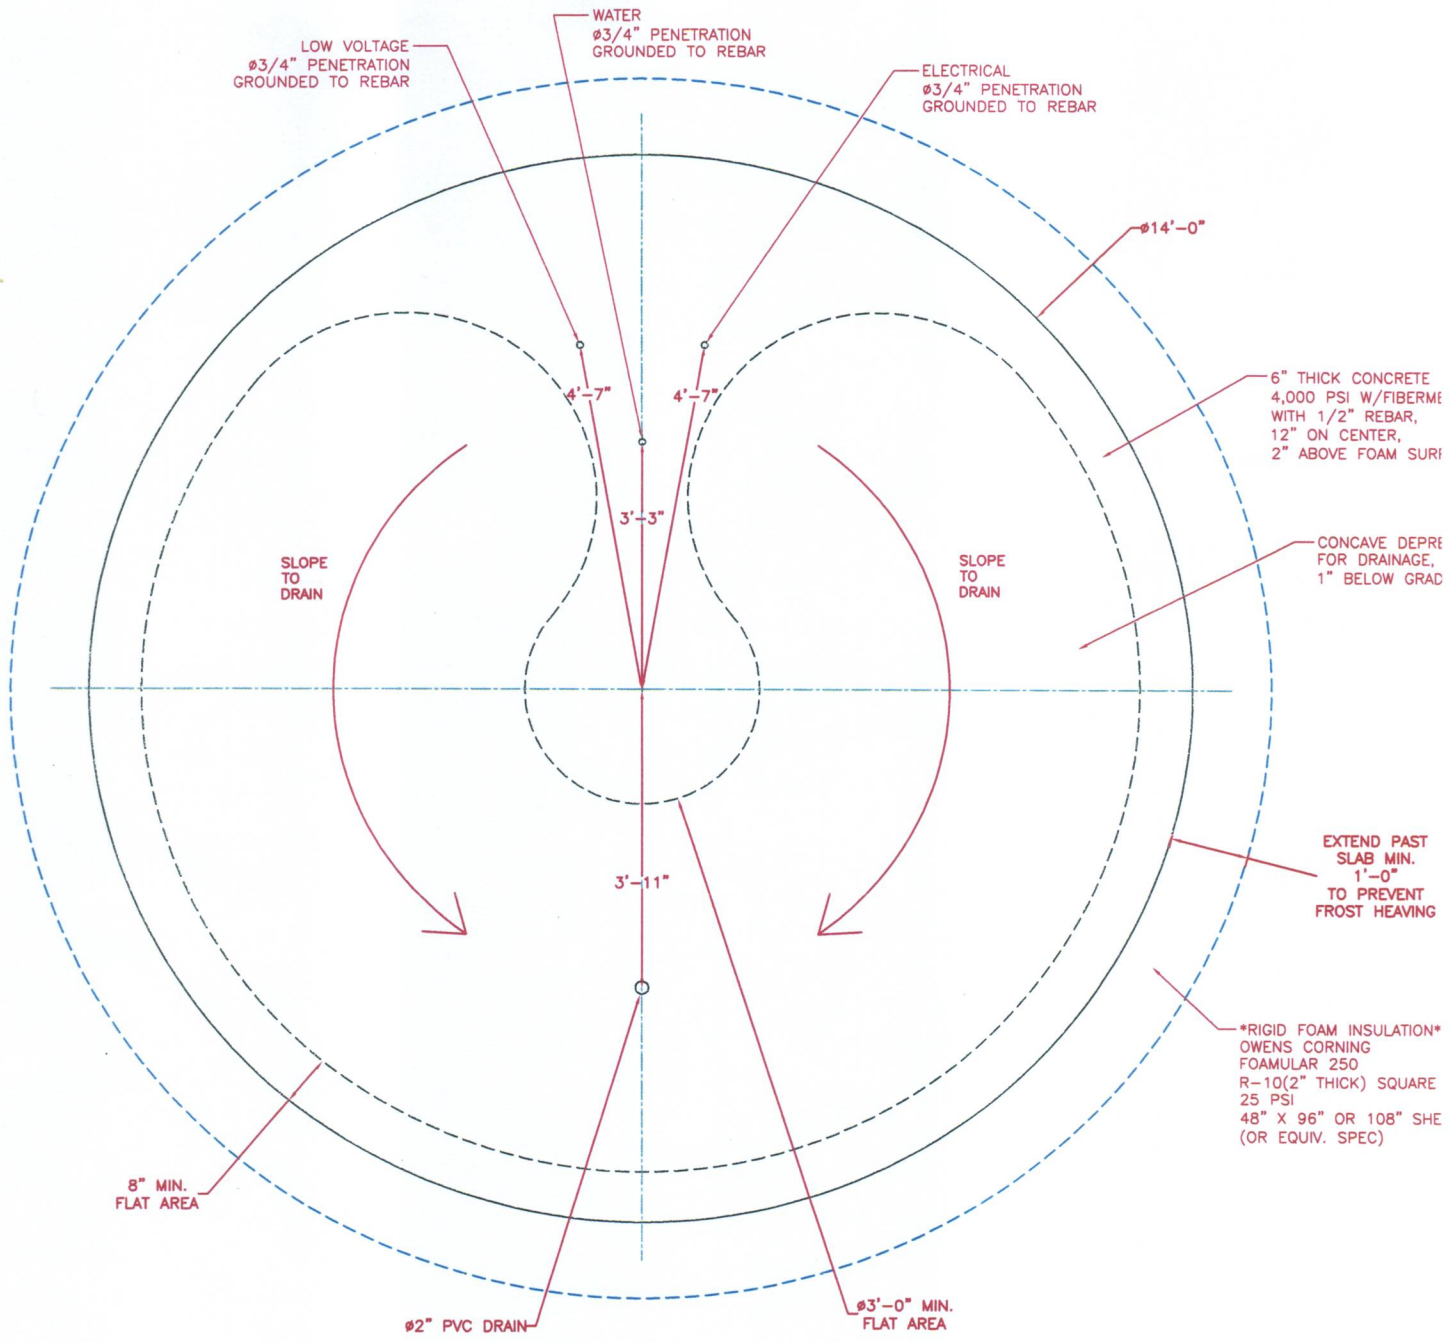 WATER
ø3/4" PENETRATION
GROUNDED TO REBAR
LOW VOLTAGE
ø3/4" PENETRATION
GROUNDED TO REBAR
ELECTRICAL
ø3/4" PENETRATION
GROUNDED TO REBAR
ø14'-0"
6" THICK CONCRETE
4,000 PSI W/FIBERME
WITH 1/2" REBAR,
12" ON CENTER,
2" ABOVE FOAM SURF
4'-7"
4'-7"
3'-3"
CONCAVE DEPRE
FOR DRAINAGE,
1" BELOW GRAD
SLOPE
TO
DRAIN
SLOPE
TO
DRAIN
3'-11"
EXTEND PAST
SLAB MIN.
1'-0"
TO PREVENT
FROST HEAVING
*RIGID FOAM INSULATION*
OWENS CORNING
FOAMULAR 250
R-10(2" THICK) SQUARE
25 PSI
48" X 96" OR 108" SHE
(OR EQUIV. SPEC)
8" MIN.
FLAT AREA
ø2" PVC DRAIN
ø3'-0" MIN.
FLAT AREA